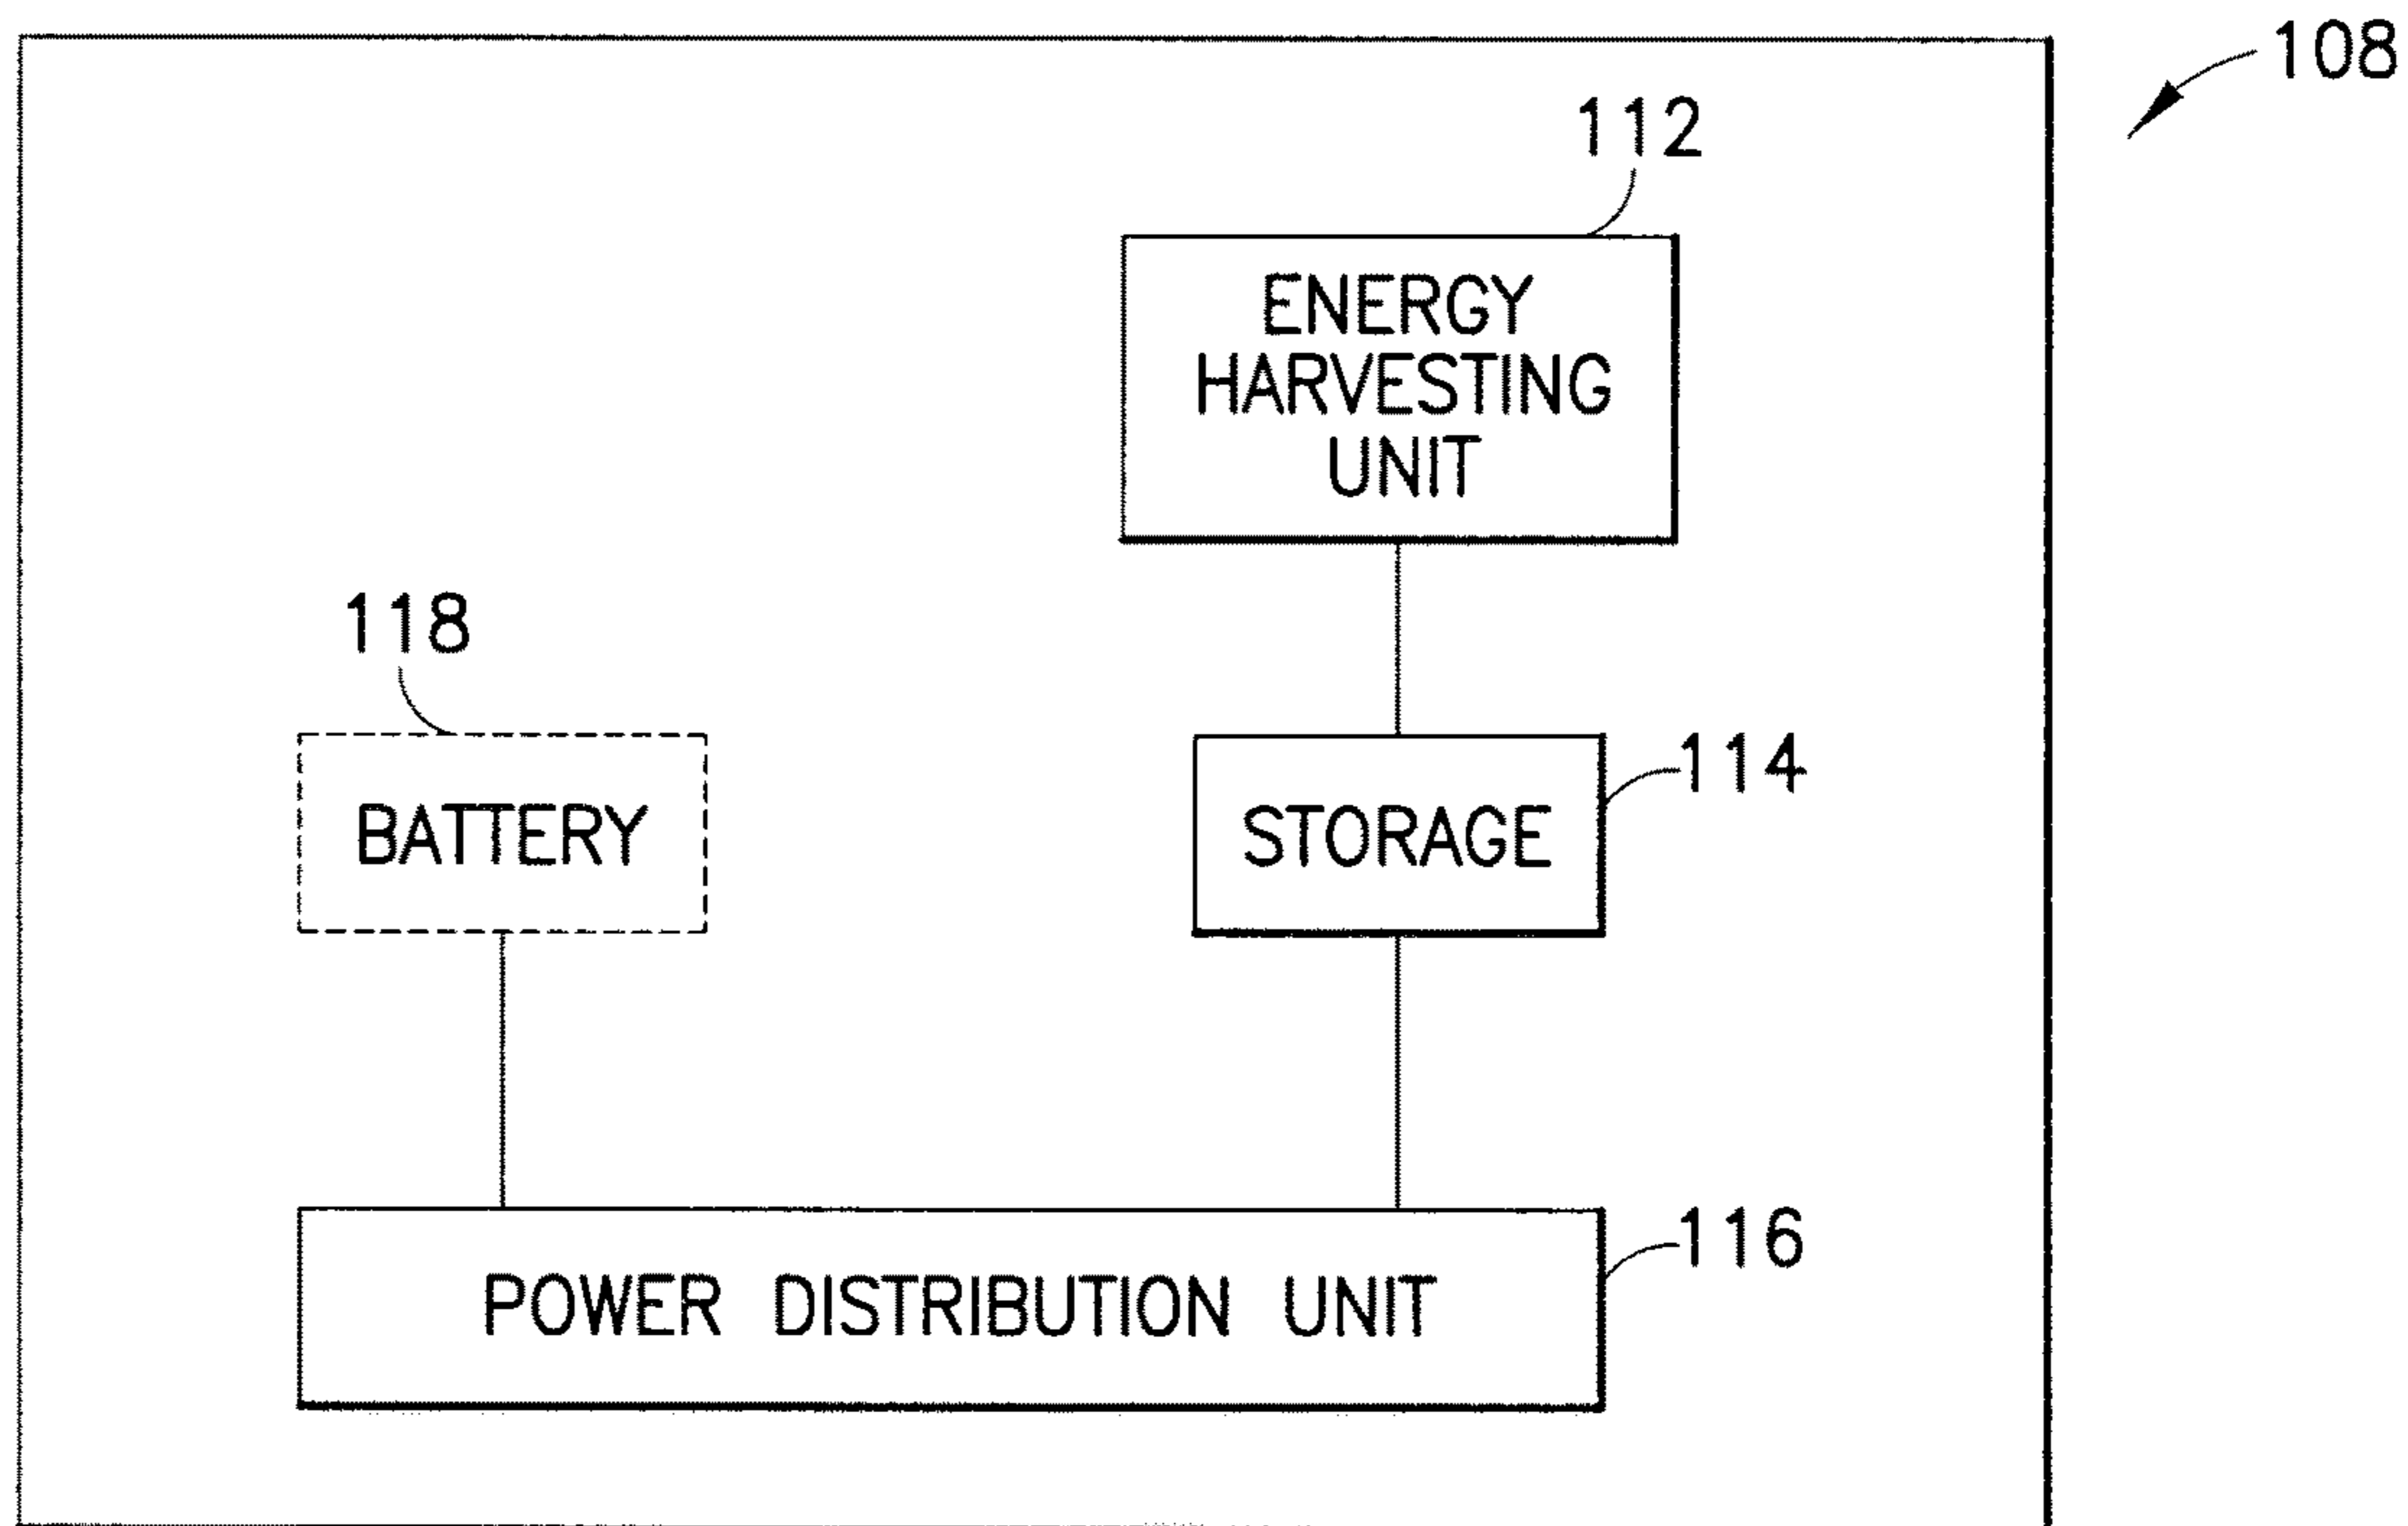 108
112
ENERGY
HARVESTING
UNIT
118
114
BATTERY
STORAGE
116
POWER DISTRIBUTION UNIT